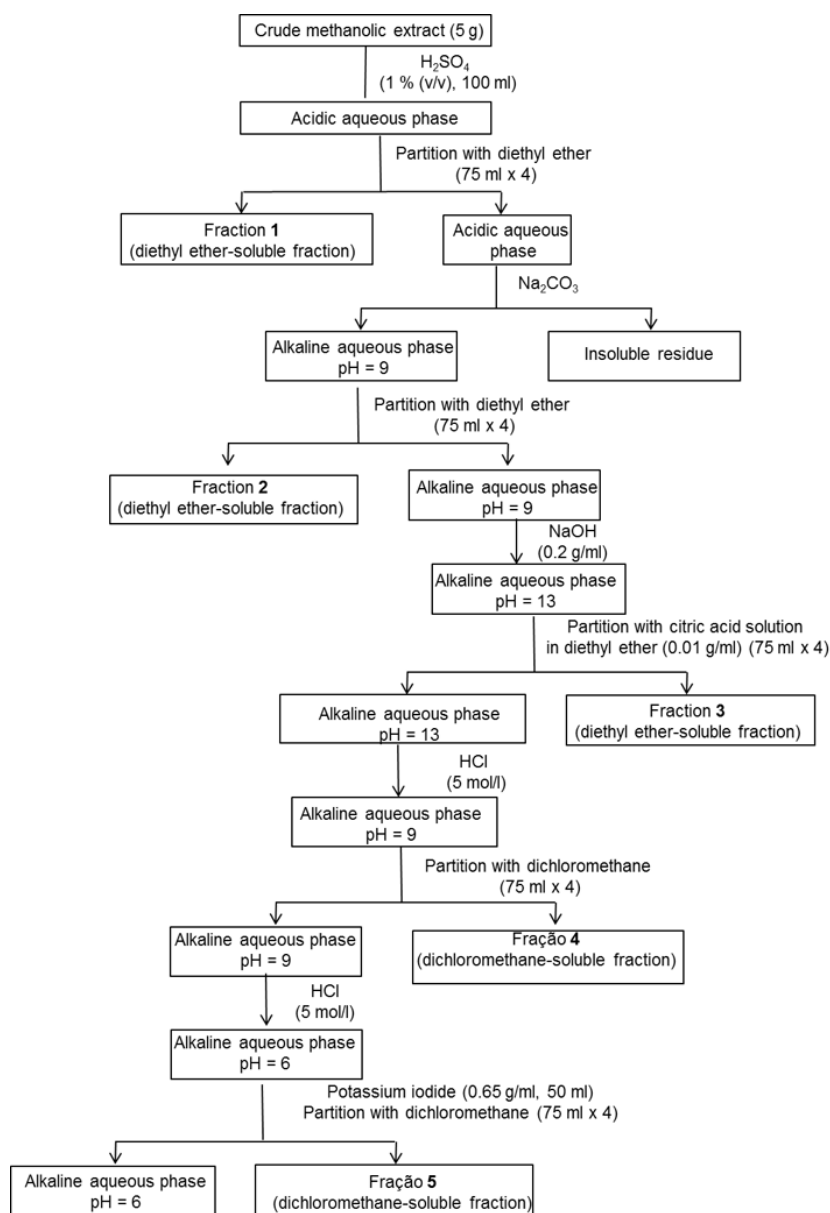 Crude methanolic extract (5 g)
H₂SO₄
(1 % (v/v), 100 ml)
Acidic aqueous phase
Partition with diethyl ether
(75 ml x 4)
Fraction 1
(diethyl ether-soluble fraction)
Acidic aqueous
phase
Na₂CO₃
Alkaline aqueous phase
pH = 9
Insoluble residue
Partition with diethyl ether
(75 ml x 4)
Fraction 2
(diethyl ether-soluble fraction)
Alkaline aqueous phase
pH = 9
NaOH
(0.2 g/ml)
Alkaline aqueous phase
pH = 13
Partition with citric acid solution
in diethyl ether (0.01 g/ml) (75 ml x 4)
Alkaline aqueous phase
pH = 13
Fraction 3
(diethyl ether-soluble fraction)
HCl
(5 mol/l)
Alkaline aqueous phase
pH = 9
Partition with dichloromethane
(75 ml x 4)
Alkaline aqueous phase
pH = 9
Fração 4
(dichloromethane-soluble fraction)
HCl
(5 mol/l)
Alkaline aqueous phase
pH = 6
Potassium iodide (0.65 g/ml, 50 ml)
Partition with dichloromethane (75 ml x 4)
Alkaline aqueous phase
pH = 6
Fração 5
(dichloromethane-soluble fraction)